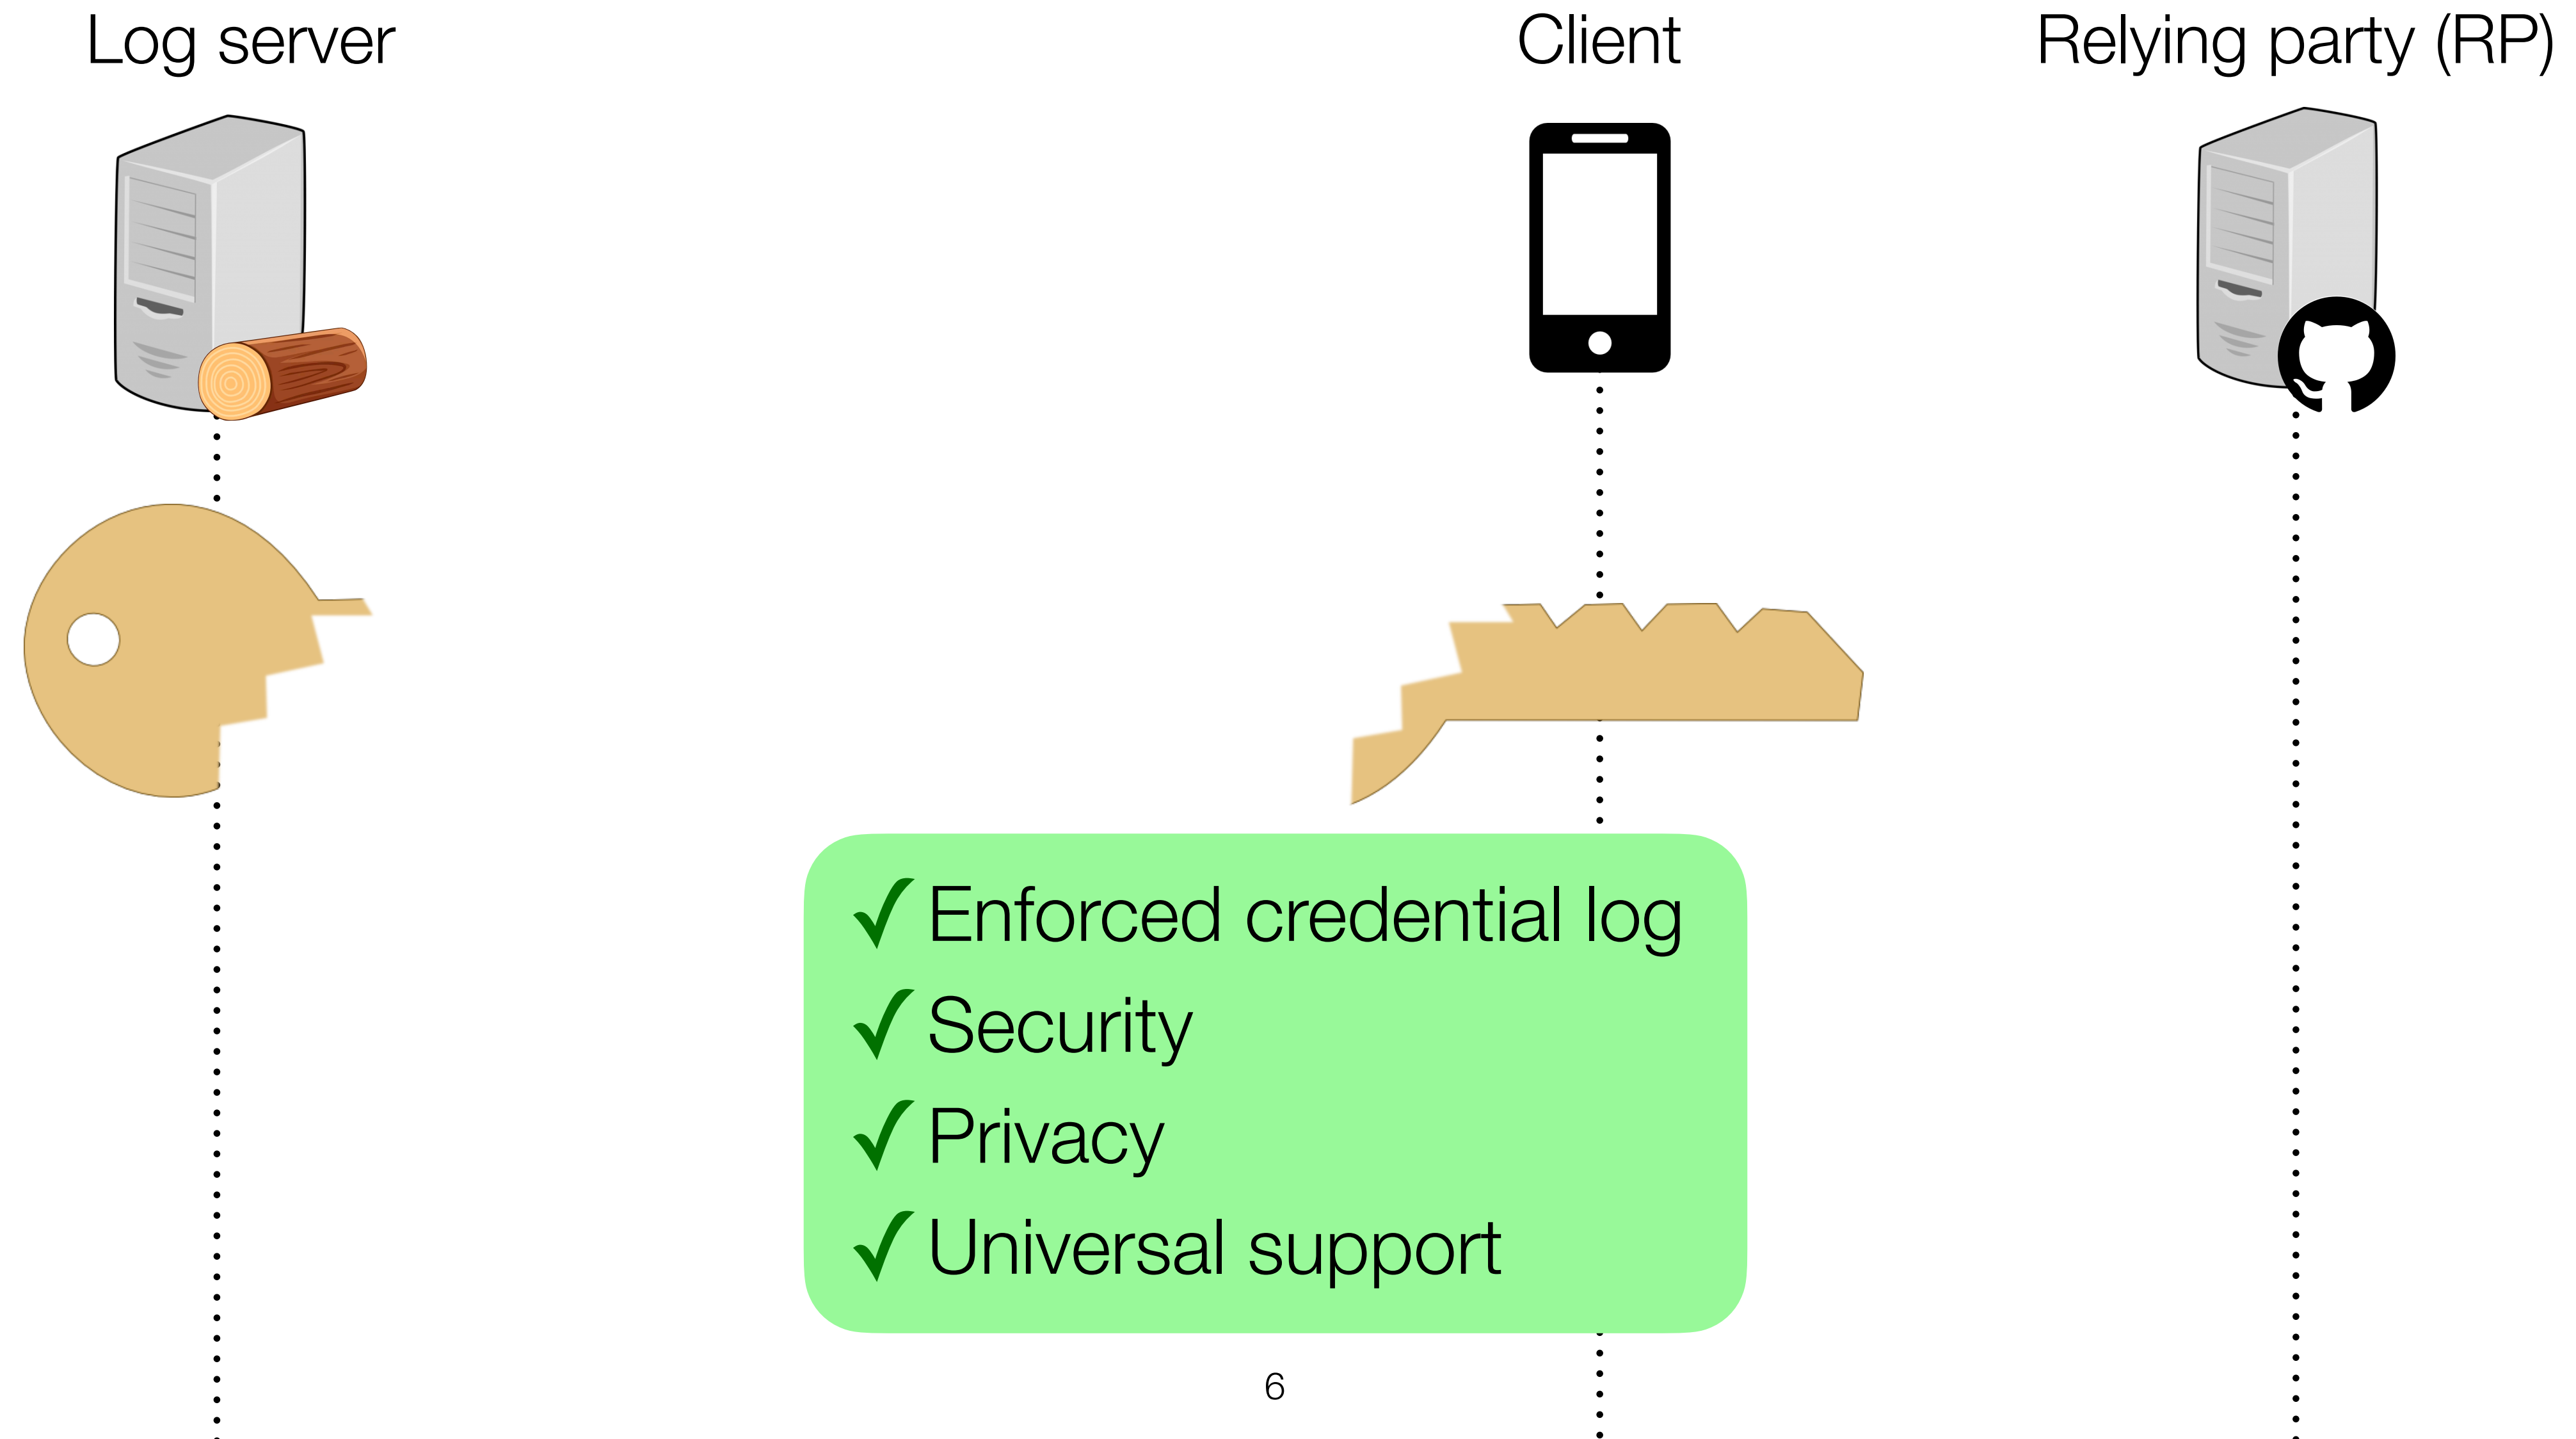 Log server
Client
Relying party (RP)
✓ Enforced credential log
✓ Security
✓ Privacy
✓ Universal support
6